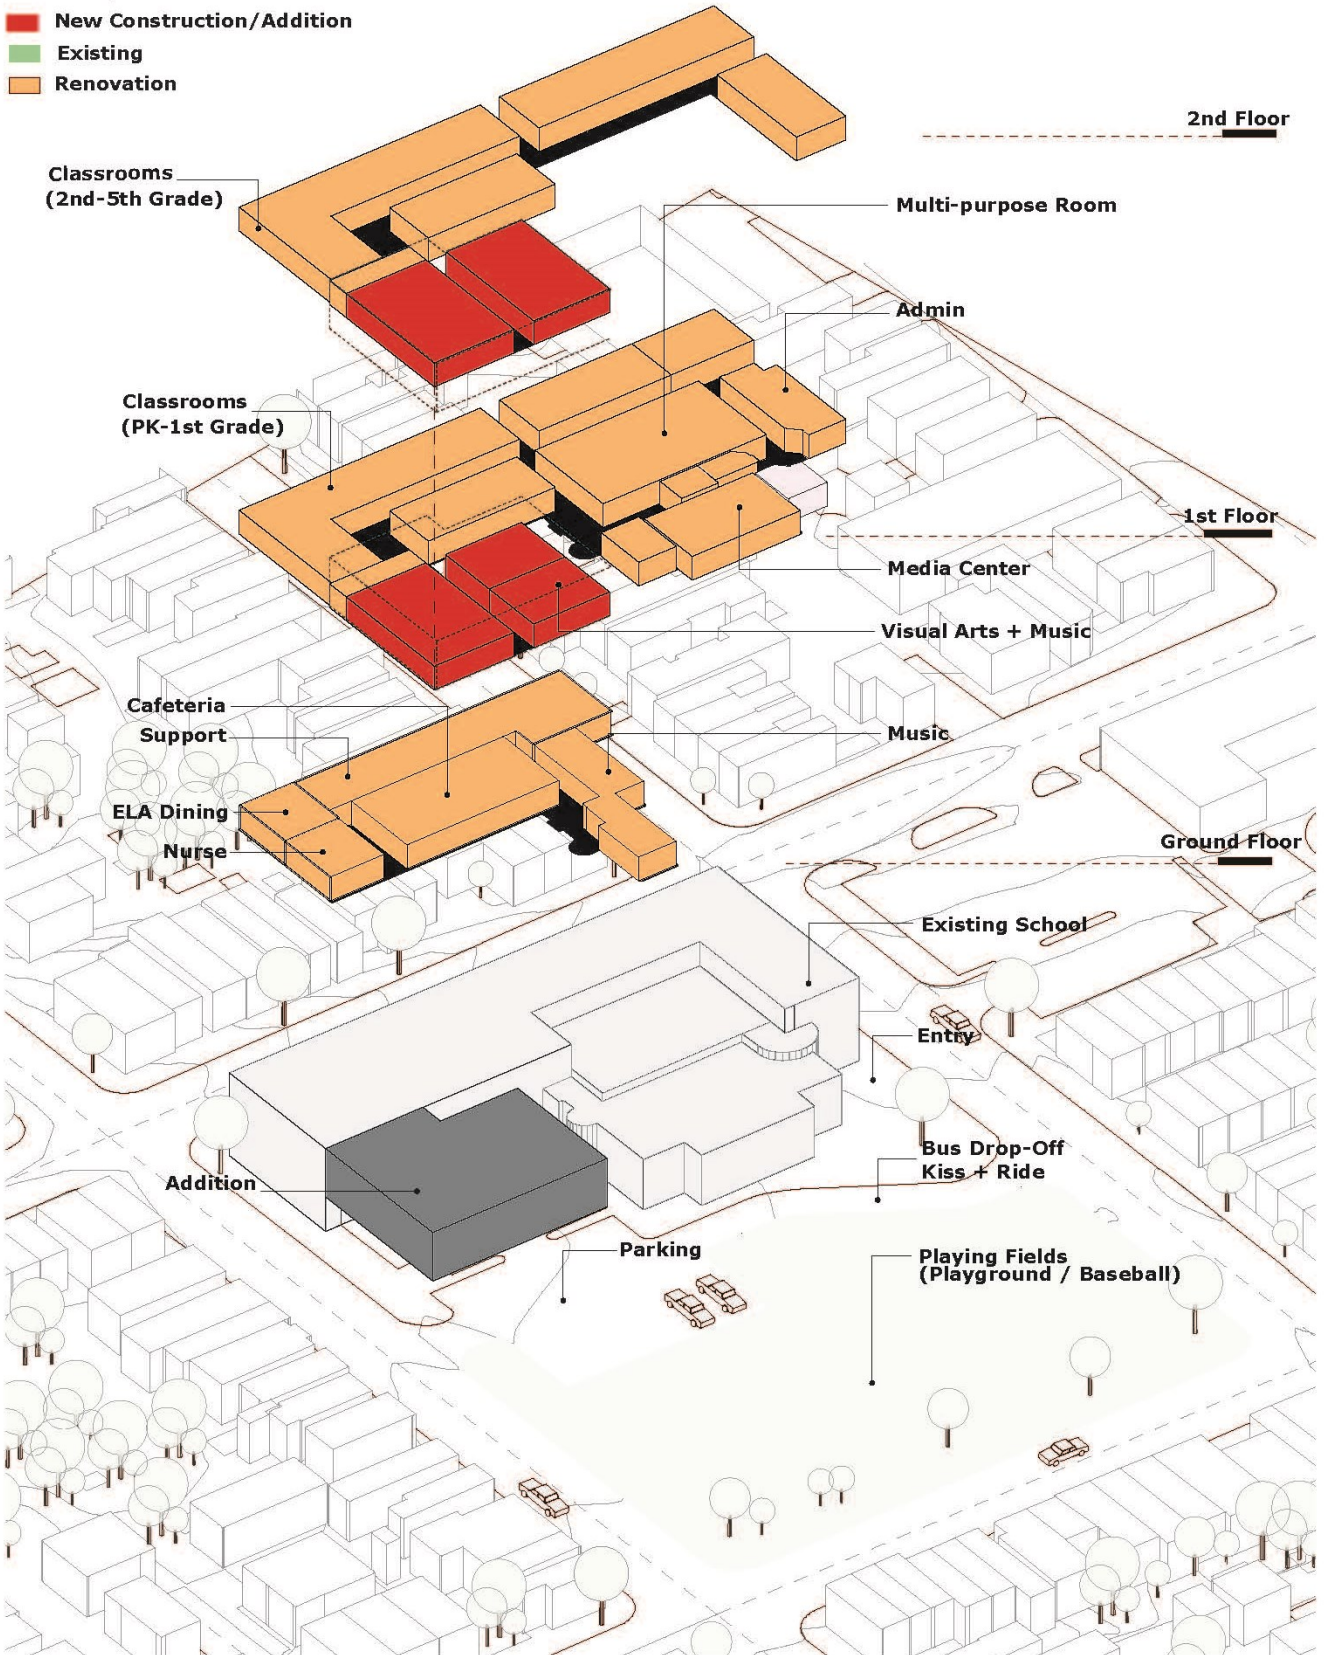 New Construction/Addition
Existing
Renovation
2nd Floor
Classrooms
(2nd-5th Grade)
Multi-purpose Room
Admin
Classrooms
(PK-1st Grade)
1st Floor
Media Center
Visual Arts + Music
Cafeteria
Support
Music
ELA Dining
Nurse
Ground Floor
Existing School
Entry
Bus Drop-Off
Kiss + Ride
Addition
Parking
Playing Fields
(Playground / Baseball)